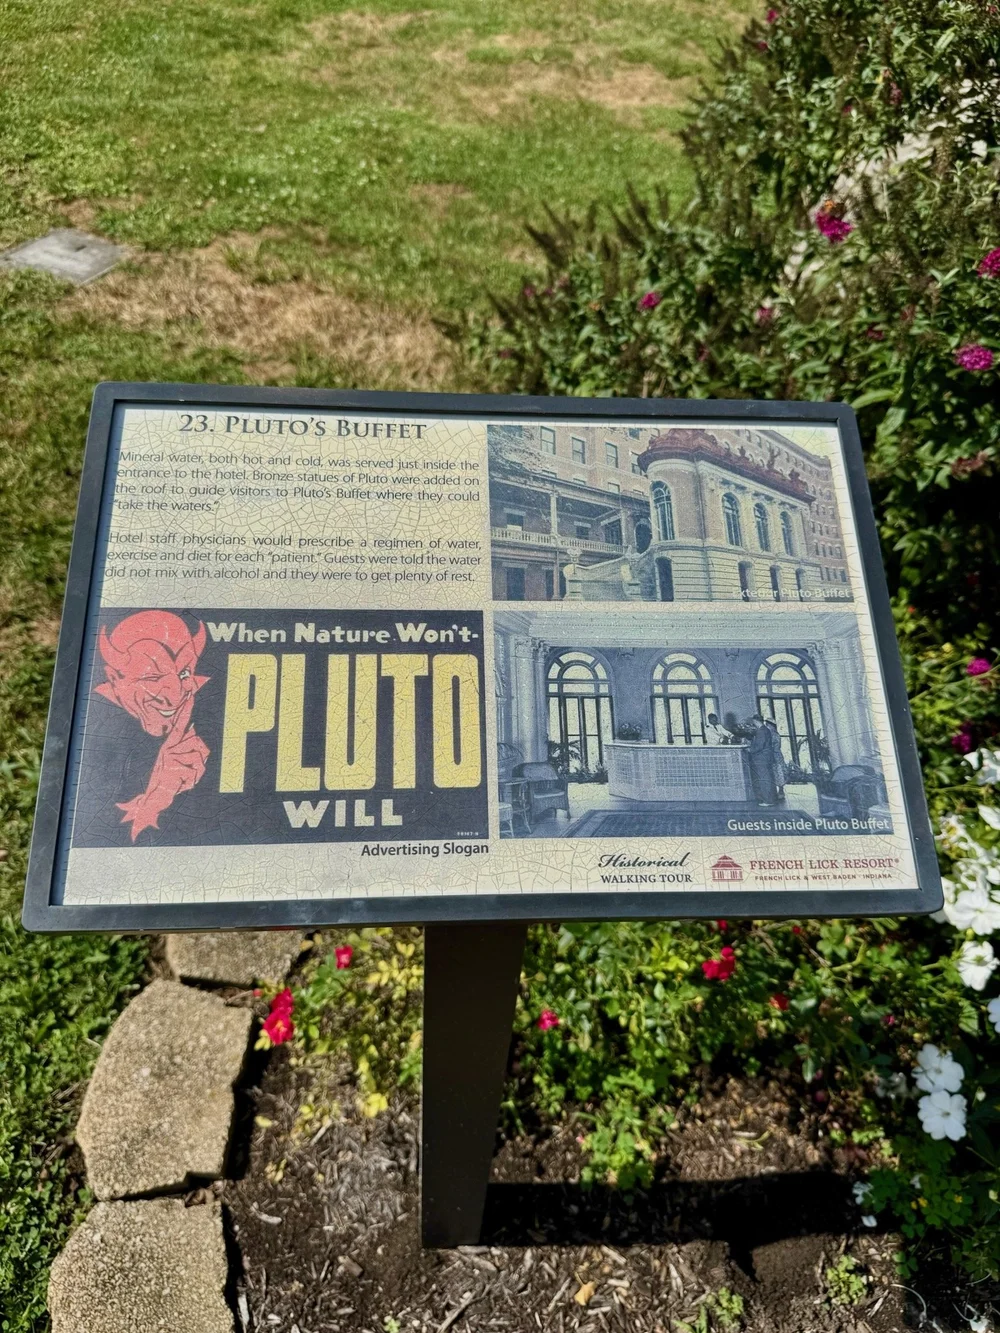 23. PLUTO'S BUFFET
Mineral water, both hot and cold, was served just inside the
entrance to the hotel. Bronze statues of Pluto were added on
the roof to guide visitors to Pluto's Buffet where they could
"take the waters."
Hotel staff physicians would prescribe a regimen of water,
exercise and diet for each "patient." Guests were told the water
did not mix with alcohol and they were to get plenty of rest.
Exterior Pluto Buffet
When Nature Won't-
PLUTO
WILL
Advertising Slogan
Guests inside Pluto Buffet
Historical
WALKING TOUR
FRENCH LICK RESORT®
FRENCH LICK & WEST BADEN · INDIANA